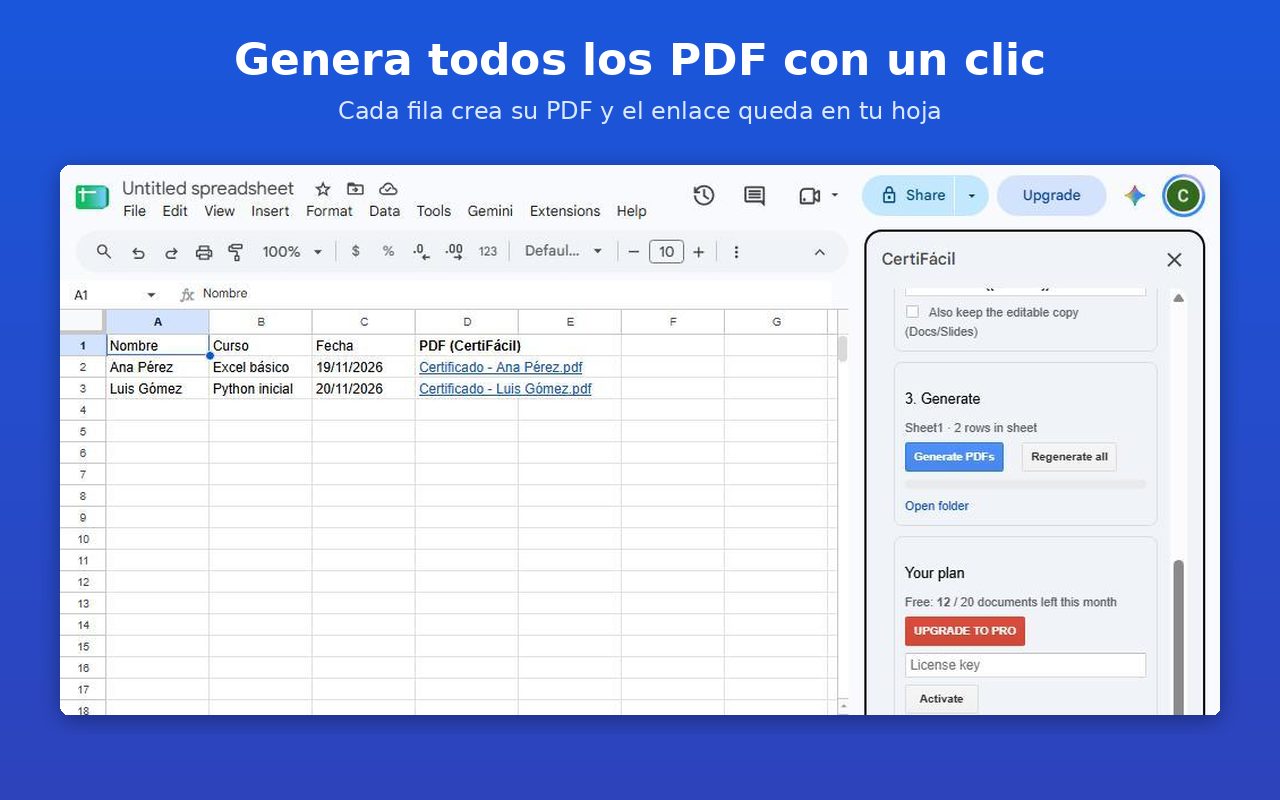 Genera todos los PDF con un clic
Cada fila crea su PDF y el enlace queda en tu hoja
Untitled spreadsheet
File Edit View Insert Format Data Tools Gemini Extensions Help
Share
Upgrade
C
100% $ % .0 .00 123 Defaul... 10
A1 fx Nombre
A B C D E F G
1 Nombre Curso Fecha PDF (CertiFácil)
2 Ana Pérez Excel básico 19/11/2026 Certificado - Ana Pérez.pdf
3 Luis Gómez Python inicial 20/11/2026 Certificado - Luis Gómez.pdf
4
5
6
7
8
9
10
11
12
13
14
15
16
17
18
CertiFácil
Also keep the editable copy
(Docs/Slides)
3. Generate
Sheet1 · 2 rows in sheet
Generate PDFs Regenerate all
Open folder
Your plan
Free: 12 / 20 documents left this month
UPGRADE TO PRO
License key
Activate